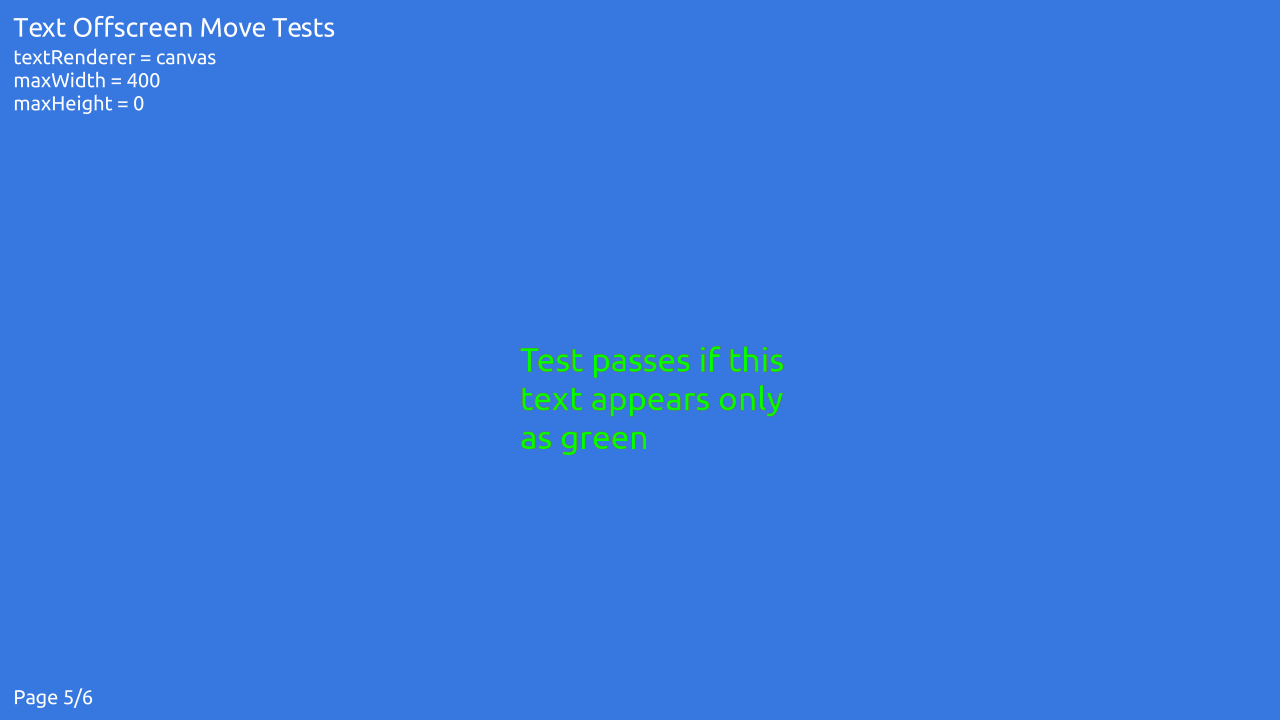 Text Offscreen Move Tests
textRenderer = canvas
maxWidth = 400
maxHeight = 0
Test passes if this
text appears only
as green
Page 5/6